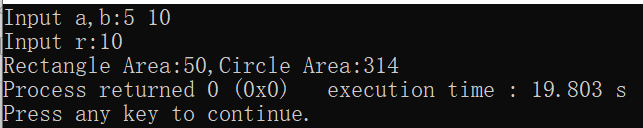 Input a,b:5 10
Input r:10
Rectangle Area:50,Circle Area:314
Process returned 0 (0x0)   execution time : 19.803 s
Press any key to continue.